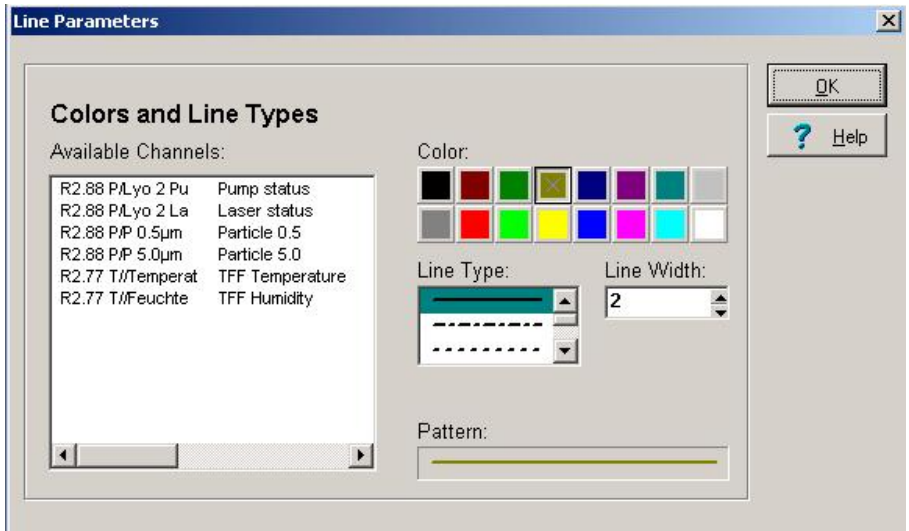 Line Parameters
OK
Help
Colors and Line Types
Available Channels:
R2.88 P/Lyo 2 Pu Pump status
R2.88 P/Lyo 2 La Laser status
R2.88 P/P 0.5µm Particle 0.5
R2.88 P/P 5.0µm Particle 5.0
R2.77 T//Temperat TFF Temperature
R2.77 T//Feuchte TFF Humidity
Color:
Line Type:
Line Width:
2
Pattern: